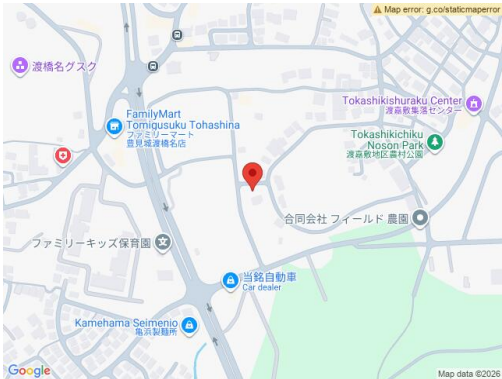 Map error: g.co/staticmaperror
渡橋名グスク
Tokashikishuraku Center
渡嘉敷集落センター
FamilyMart
Tomigusuku Tohashina
ファミリーマート
豊見城渡橋名店
Tokashikichiku
Noson Park
渡嘉敷地区農村公園
合同会社 フィールド 農園
ファミリーキッズ保育園
当銘自動車
Car dealer
Kamehama Seimenjo
亀浜製麵所
Google
Map data ©2026